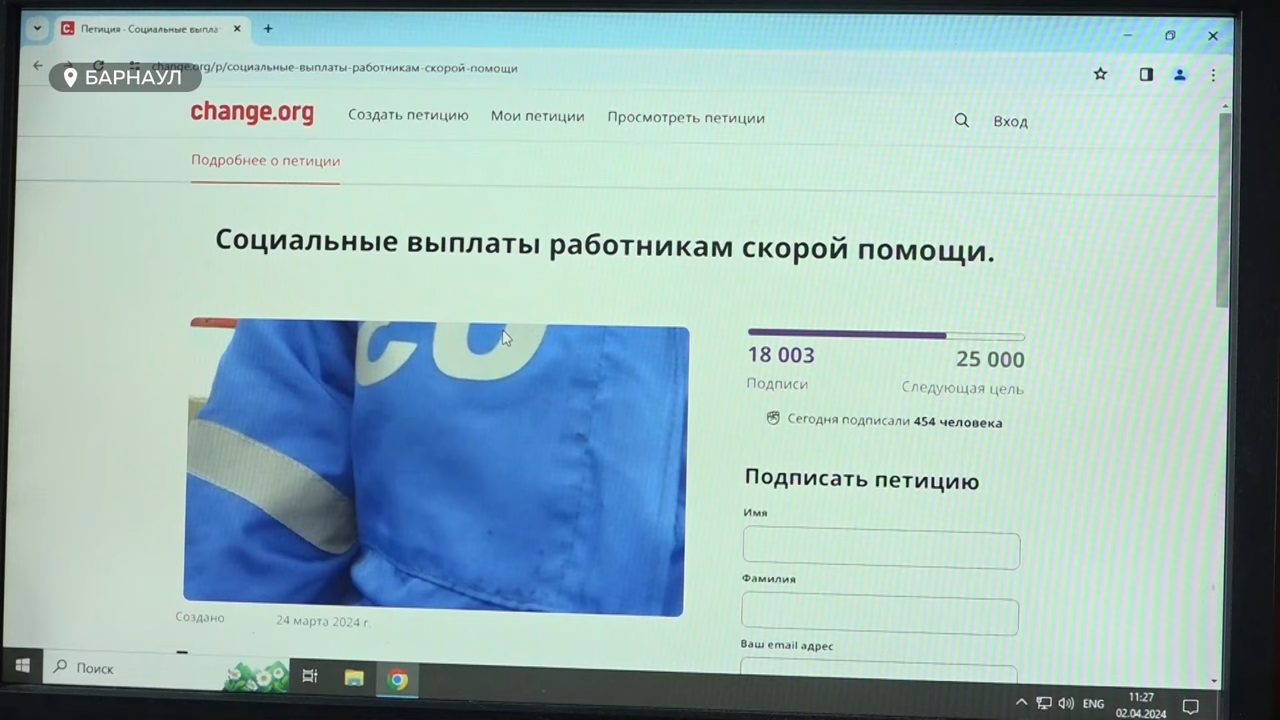 Петиция · Социальные выпла
change.org/p/социальные-выплаты-работникам-скорой-помощи
БАРНАУЛ
change.org
Создать петицию
Мои петиции
Просмотреть петиции
Вход
Подробнее о петиции
Социальные выплаты работникам скорой помощи.
18 003
25 000
Подписи
Следующая цель
Сегодня подписали 454 человека
Подписать петицию
Имя
Фамилия
Ваш email адрес
Создано
24 марта 2024 г.
Поиск
ENG
11:27
02.04.2024